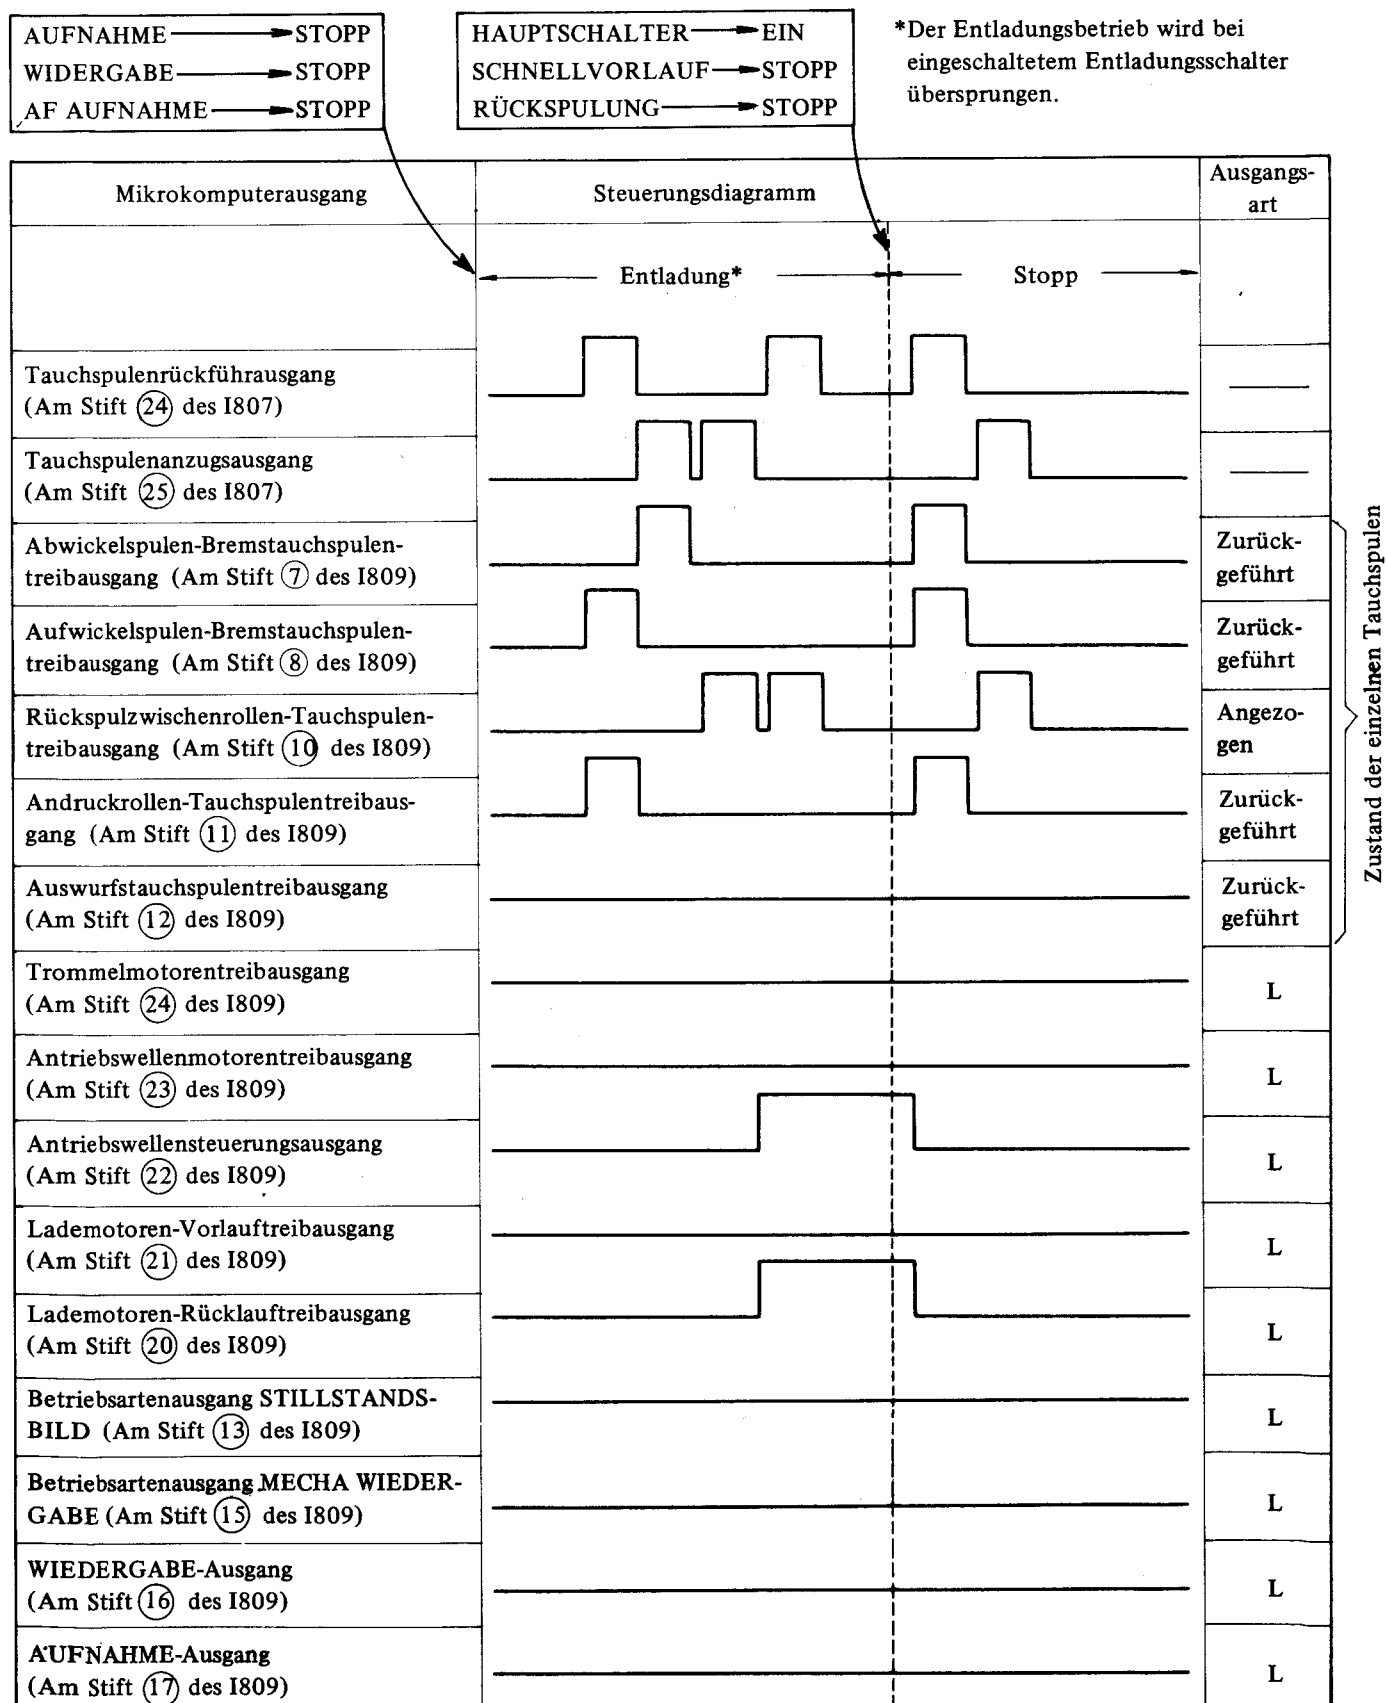 AUFNAHME STOPP
WIDERGABE STOPP
AF AUFNAHME STOPP
HAUPTSCHALTER EIN
SCHNELLVORLAUF STOPP
RÜCKSPULUNG STOPP
*Der Entladungsbetrieb wird bei
eingeschaltetem Entladungsschalter
übersprungen.
Mikrokomputerausgang
Steuerungsdiagramm
Ausgangs-
art
Entladung*
Stopp
Tauchspulenrückführausgang
(Am Stift 24 des I807)
Tauchspulenanzugsausgang
(Am Stift 25 des I807)
Abwickelspulen-Bremstauchspulen-
treibausgang (Am Stift 7 des I809)
Zurück-
geführt
Aufwickelspulen-Bremstauchspulen-
treibausgang (Am Stift 8 des I809)
Zurück-
geführt
Rückspulzwischenrollen-Tauchspulen-
treibausgang (Am Stift 10 des I809)
Angezo-
gen
Andruckrollen-Tauchspulentreibaus-
gang (Am Stift 11 des I809)
Zurück-
geführt
Auswurfstauchspulentreibausgang
(Am Stift 12 des I809)
Zurück-
geführt
Zustand der einzelnen Tauchspulen
Trommelmotorentreibausgang
(Am Stift 24 des I809)
L
Antriebswellenmotorentreibausgang
(Am Stift 23 des I809)
L
Antriebswellensteuerungsausgang
(Am Stift 22 des I809)
L
Lademotoren-Vorlauftreibausgang
(Am Stift 21 des I809)
L
Lademotoren-Rücklauftreibausgang
(Am Stift 20 des I809)
L
Betriebsartenausgang STILLSTANDS-
BILD (Am Stift 13 des I809)
L
Betriebsartenausgang MECHA WIEDER-
GABE (Am Stift 15 des I809)
L
WIEDERGABE-Ausgang
(Am Stift 16 des I809)
L
AUFNAHME-Ausgang
(Am Stift 17 des I809)
L